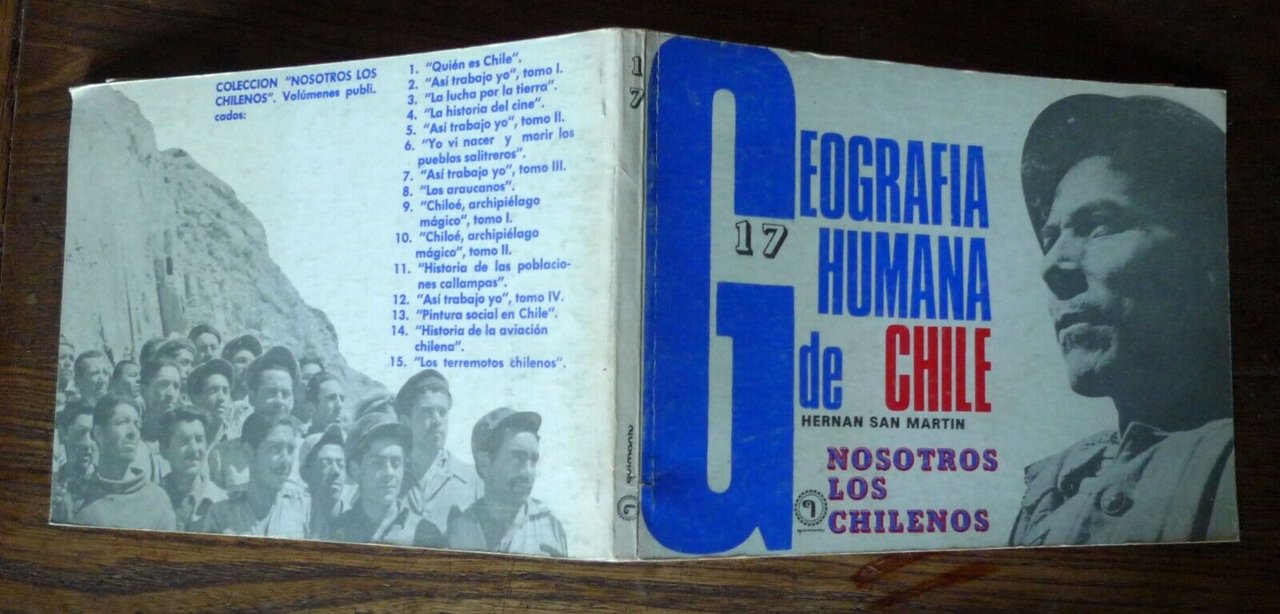 COLECCION "NOSOTROS LOS
CHILENOS". Volúmenes publi-
cados:
1. "Quién es Chile".
2. "Así trabajo yo", tomo I.
3. "La lucha por la tierra".
4. "La historia del cine".
5. "Así trabajo yo", tomo II.
6. "Yo vi nacer y morir los
pueblos salitreros".
7. "Así trabajo yo", tomo III.
8. "Los araucanos".
9. "Chiloé, archipiélago
mágico", tomo I.
10. "Chiloé, archipiélago
mágico", tomo II.
11. "Historia de las poblacio-
nes callampas".
12. "Así trabajo yo", tomo IV.
13. "Pintura social en Chile".
14. "Historia de la aviación
chilena".
15. "Los terremotos chilenos".
17
quimantú
GEOGRAFIA
17
HUMANA
de CHILE
HERNAN SAN MARTIN
NOSOTROS
LOS
CHILENOS